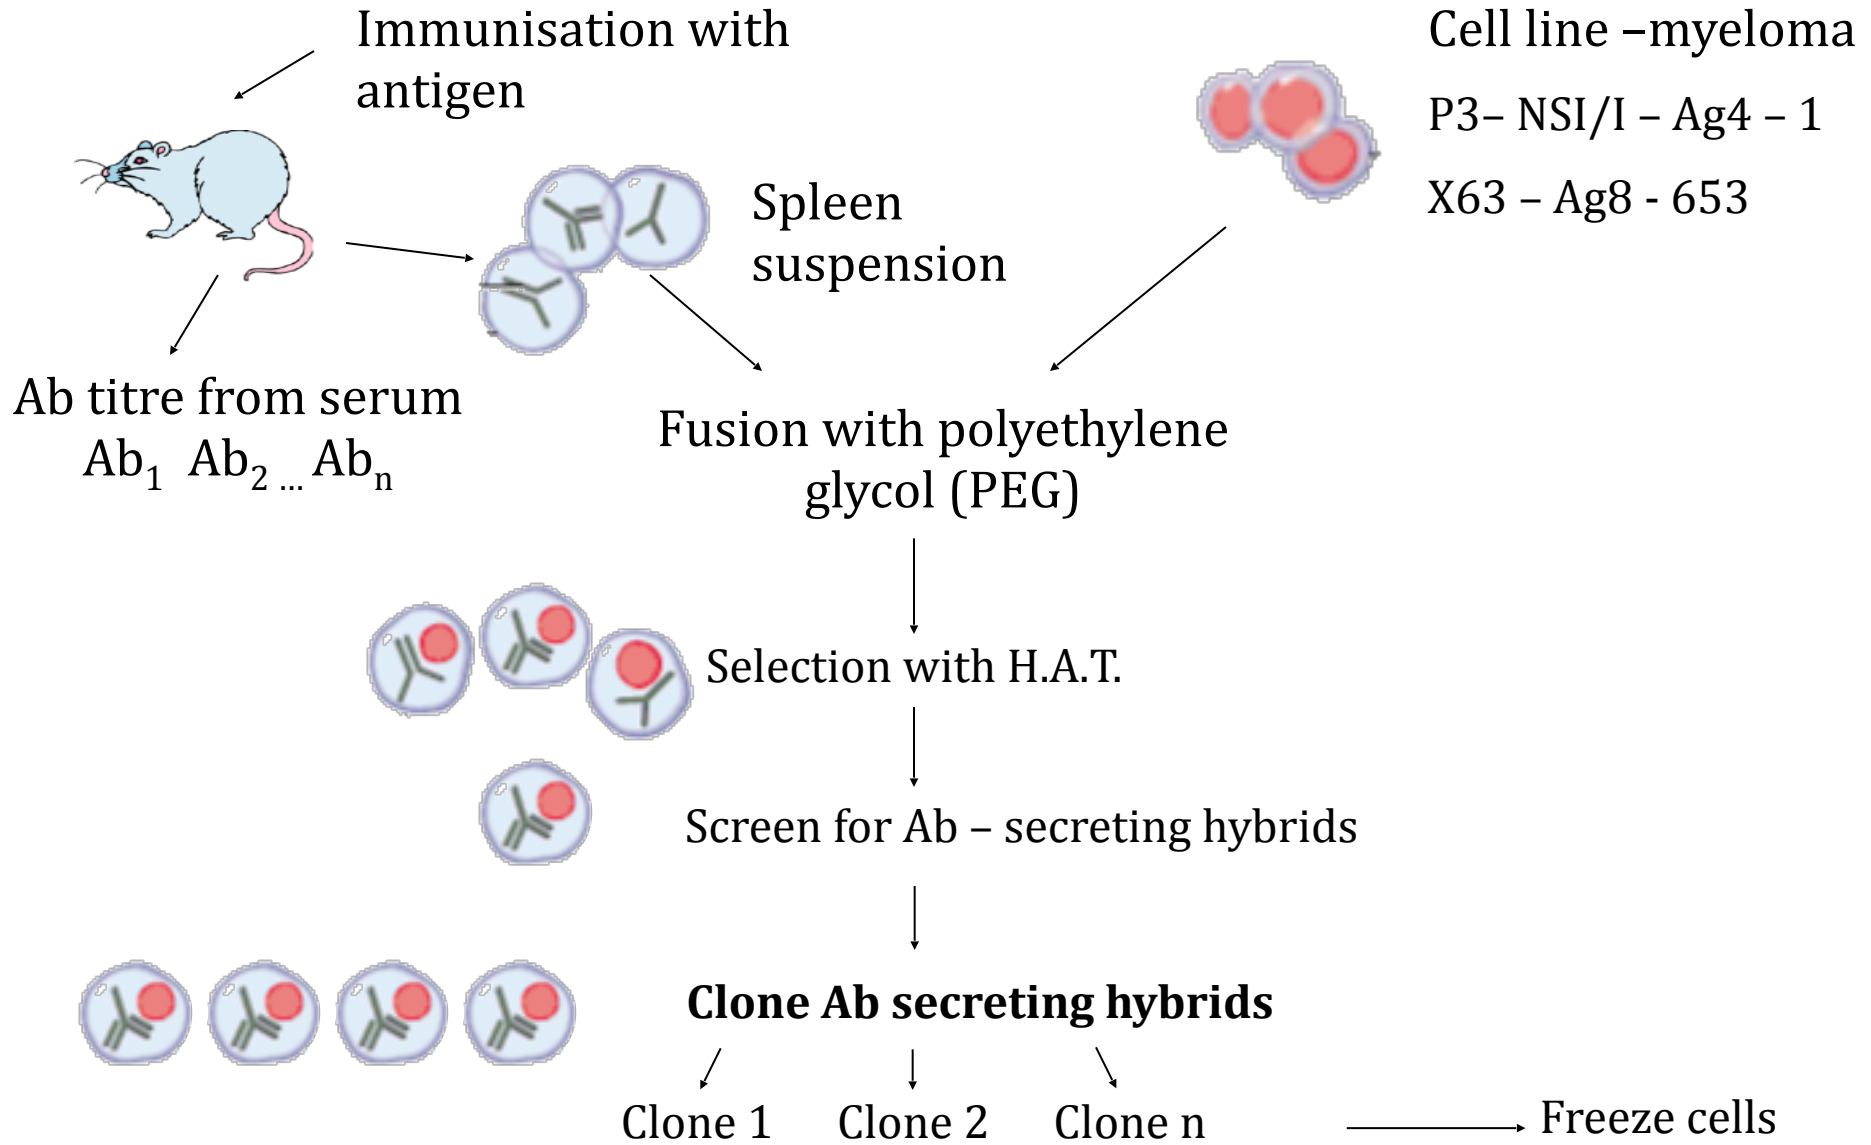 Immunisation with
antigen
Cell line –myeloma
P3– NSI/I – Ag4 – 1
X63 – Ag8 - 653
Spleen
suspension
Ab titre from serum
Ab1 Ab2 ... Abn
Fusion with polyethylene
glycol (PEG)
Selection with H.A.T.
Screen for Ab – secreting hybrids
Clone Ab secreting hybrids
Clone 1 Clone 2 Clone n
Freeze cells